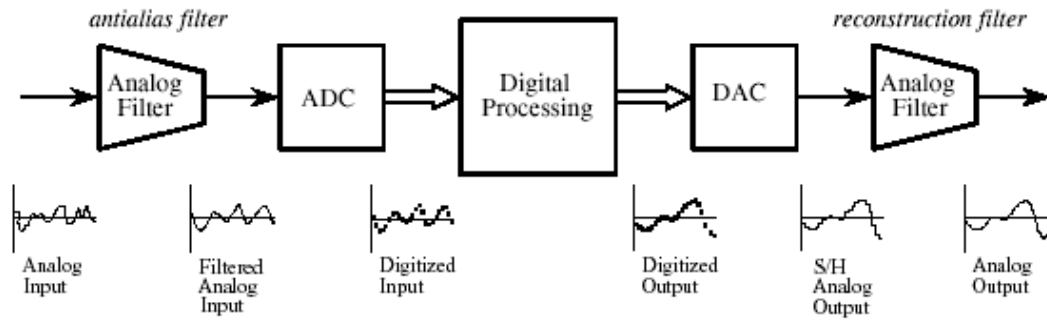 antialias filter
reconstruction filter
Analog
Filter
ADC
Digital
Processing
DAC
Analog
Filter
Analog
Input
Filtered
Analog
Input
Digitized
Input
Digitized
Output
S/H
Analog
Output
Analog
Output